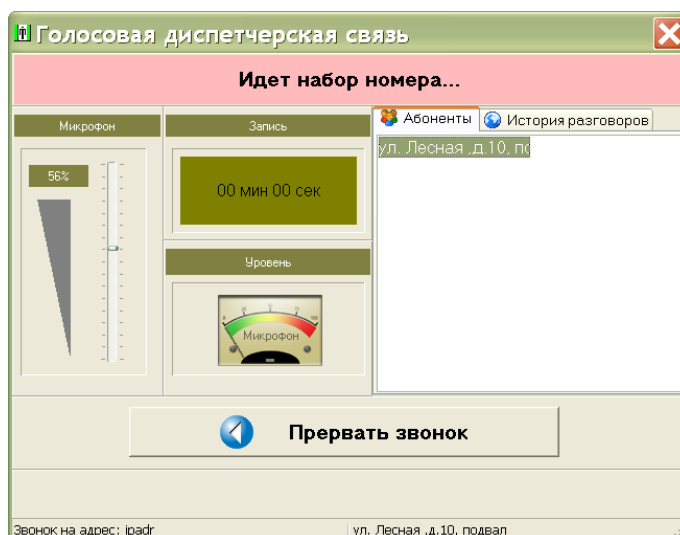 Голосовая диспетчерская связь
Идет набор номера...
Микрофон
Запись
Абоненты
История разговоров
56%
00 мин 00 сек
ул. Лесная ,д.10, по
Уровень
Микрофон
Прервать звонок
Звонок на адрес: ipadr
ул. Лесная ,д.10, подвал